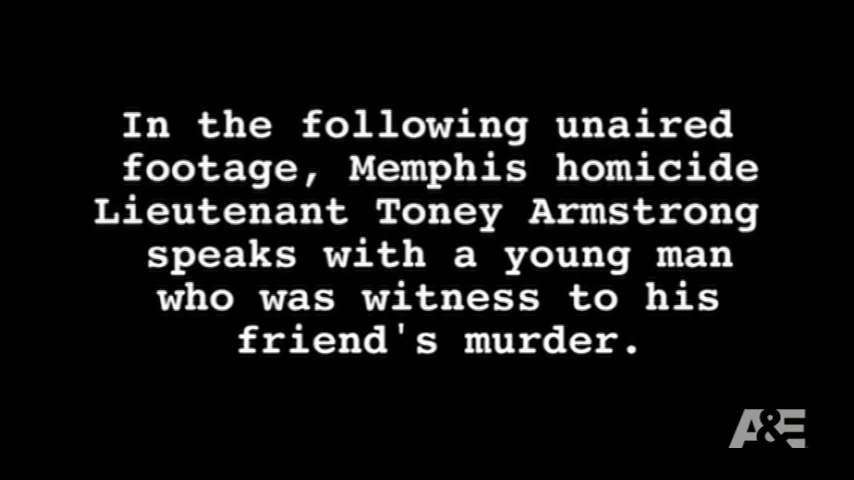 In the following unaired
footage, Memphis homicide
Lieutenant Toney Armstrong
speaks with a young man
who was witness to his
friend's murder.
A&E